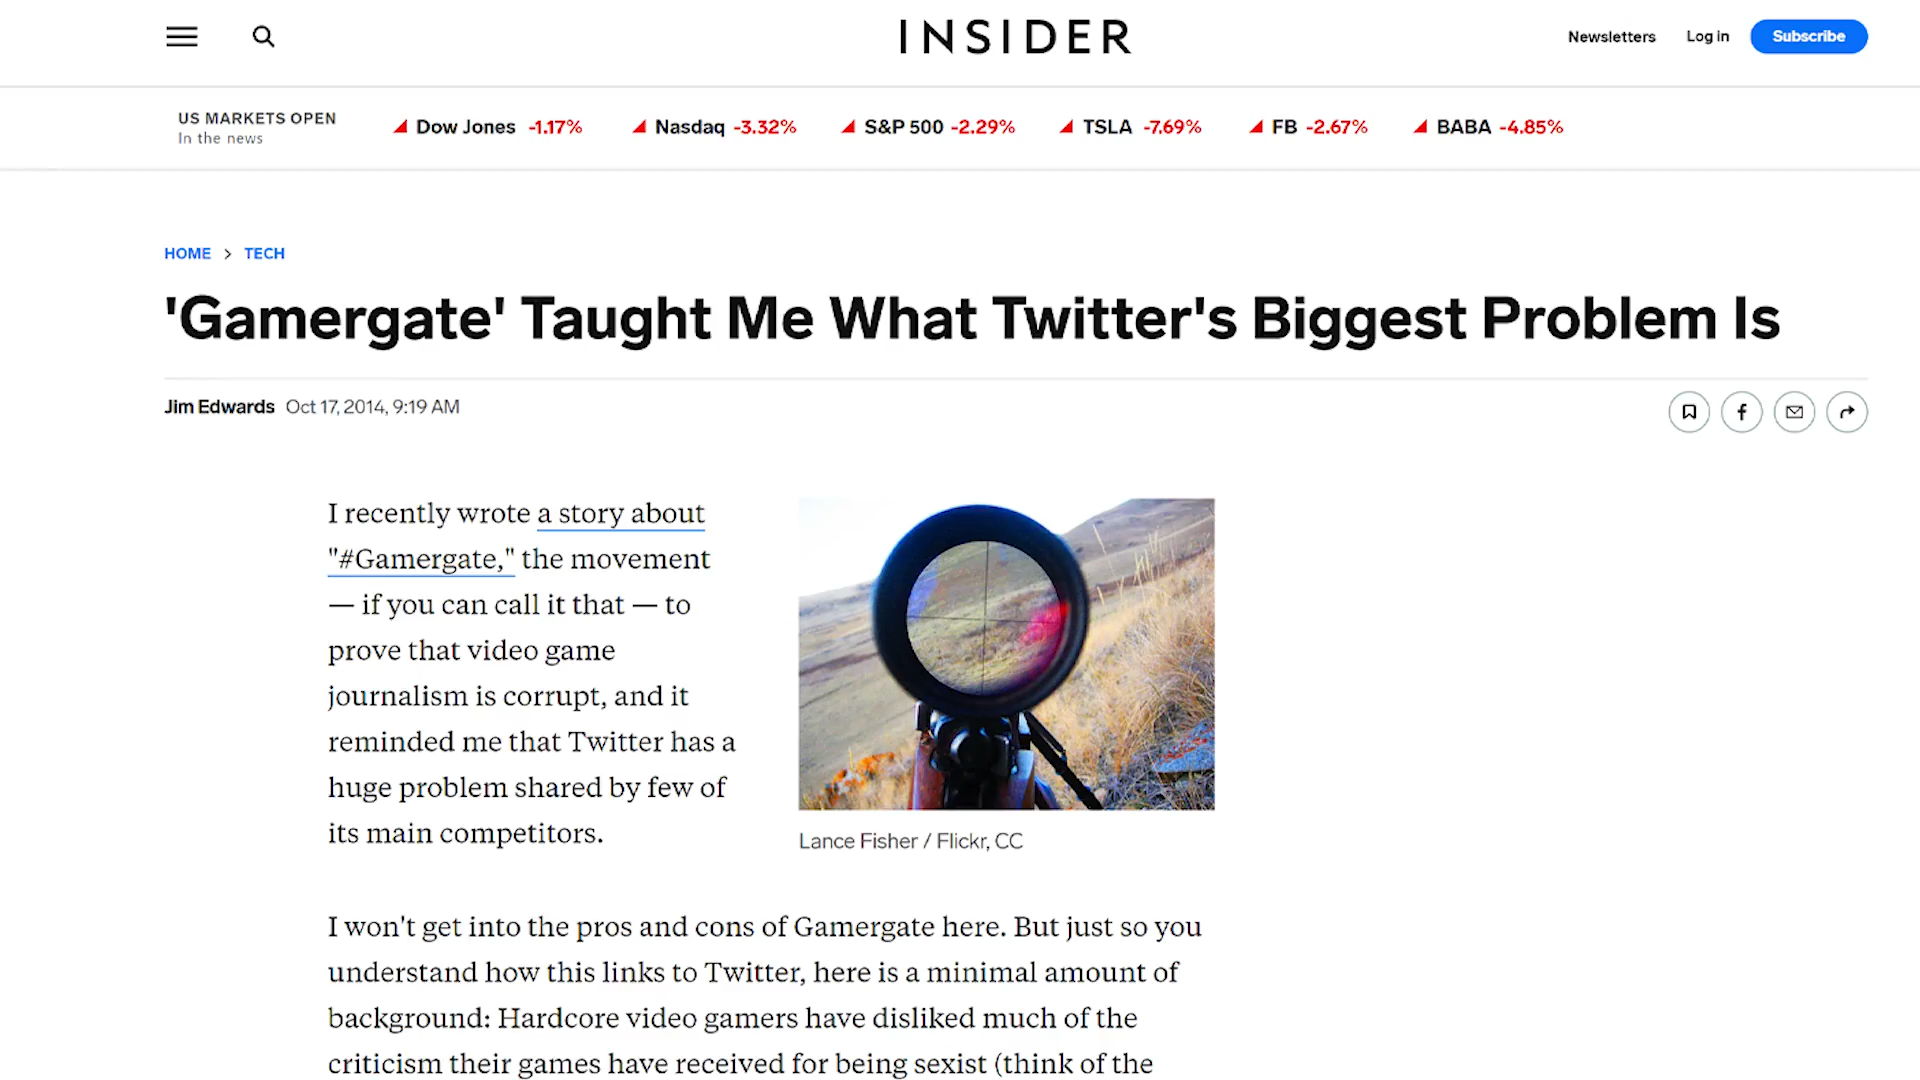 INSIDER
Newsletters
Log in
Subscribe
US MARKETS OPEN
In the news
Dow Jones -1.17%
Nasdaq -3.32%
S&P 500 -2.29%
TSLA -7.69%
FB -2.67%
BABA -4.85%
HOME > TECH
'Gamergate' Taught Me What Twitter's Biggest Problem Is
Jim Edwards Oct 17, 2014, 9:19 AM
I recently wrote a story about
"#Gamergate," the movement
— if you can call it that — to
prove that video game
journalism is corrupt, and it
reminded me that Twitter has a
huge problem shared by few of
its main competitors.
Lance Fisher / Flickr, CC
I won't get into the pros and cons of Gamergate here. But just so you
understand how this links to Twitter, here is a minimal amount of
background: Hardcore video gamers have disliked much of the
criticism their games have received for being sexist (think of the